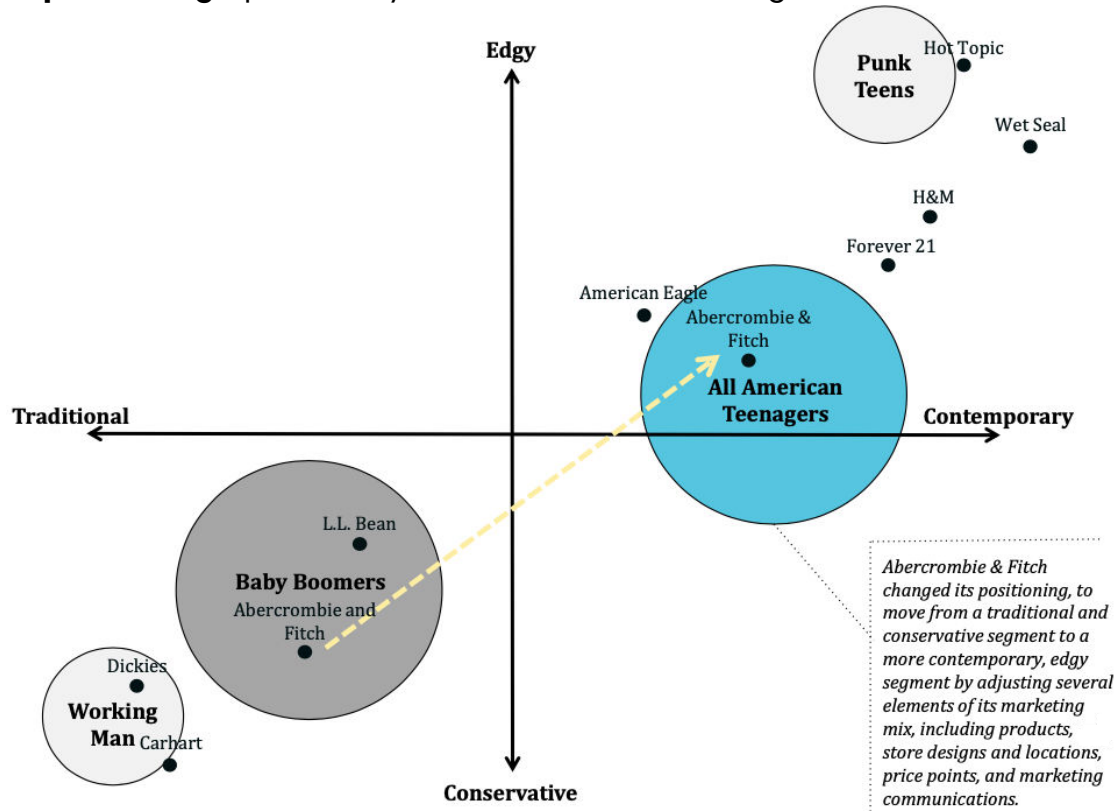 Edgy
Punk
Teens
Hot Topic
Wet Seal
H&M
Forever 21
American Eagle
Abercrombie &
Fitch
All American
Teenagers
Traditional
Contemporary
L.L. Bean
Baby Boomers
Abercrombie and
Fitch
Dickies
Working
Man
Carhart
Conservative
Abercrombie & Fitch
changed its positioning, to
move from a traditional and
conservative segment to a
more contemporary, edgy
segment by adjusting several
elements of its marketing
mix, including products,
store designs and locations,
price points, and marketing
communications.